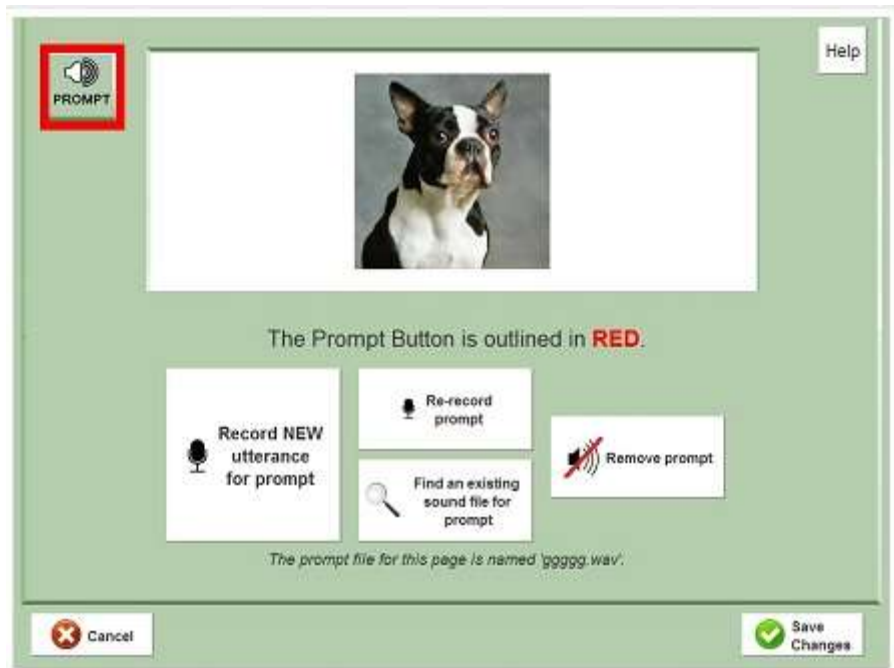 PROMPT
Help
The Prompt Button is outlined in RED.
Record NEW
utterance
for prompt
Re-record
prompt
Find an existing
sound file for
prompt
Remove prompt
The prompt file for this page is named 'ggggg.wav'.
Cancel
Save
Changes